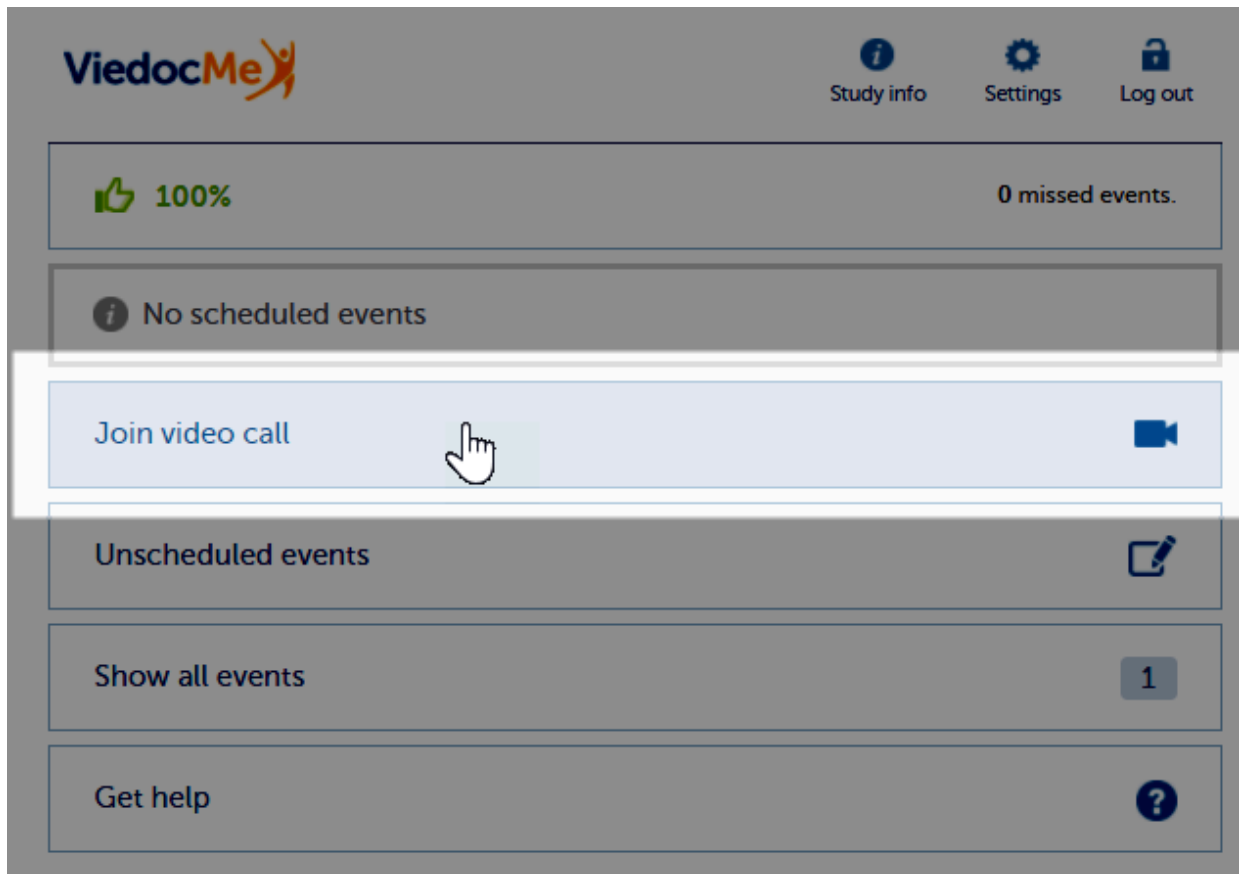 ViedocMe
Study info
Settings
Log out
100%
0 missed events.
No scheduled events
Join video call
Unscheduled events
Show all events
1
Get help